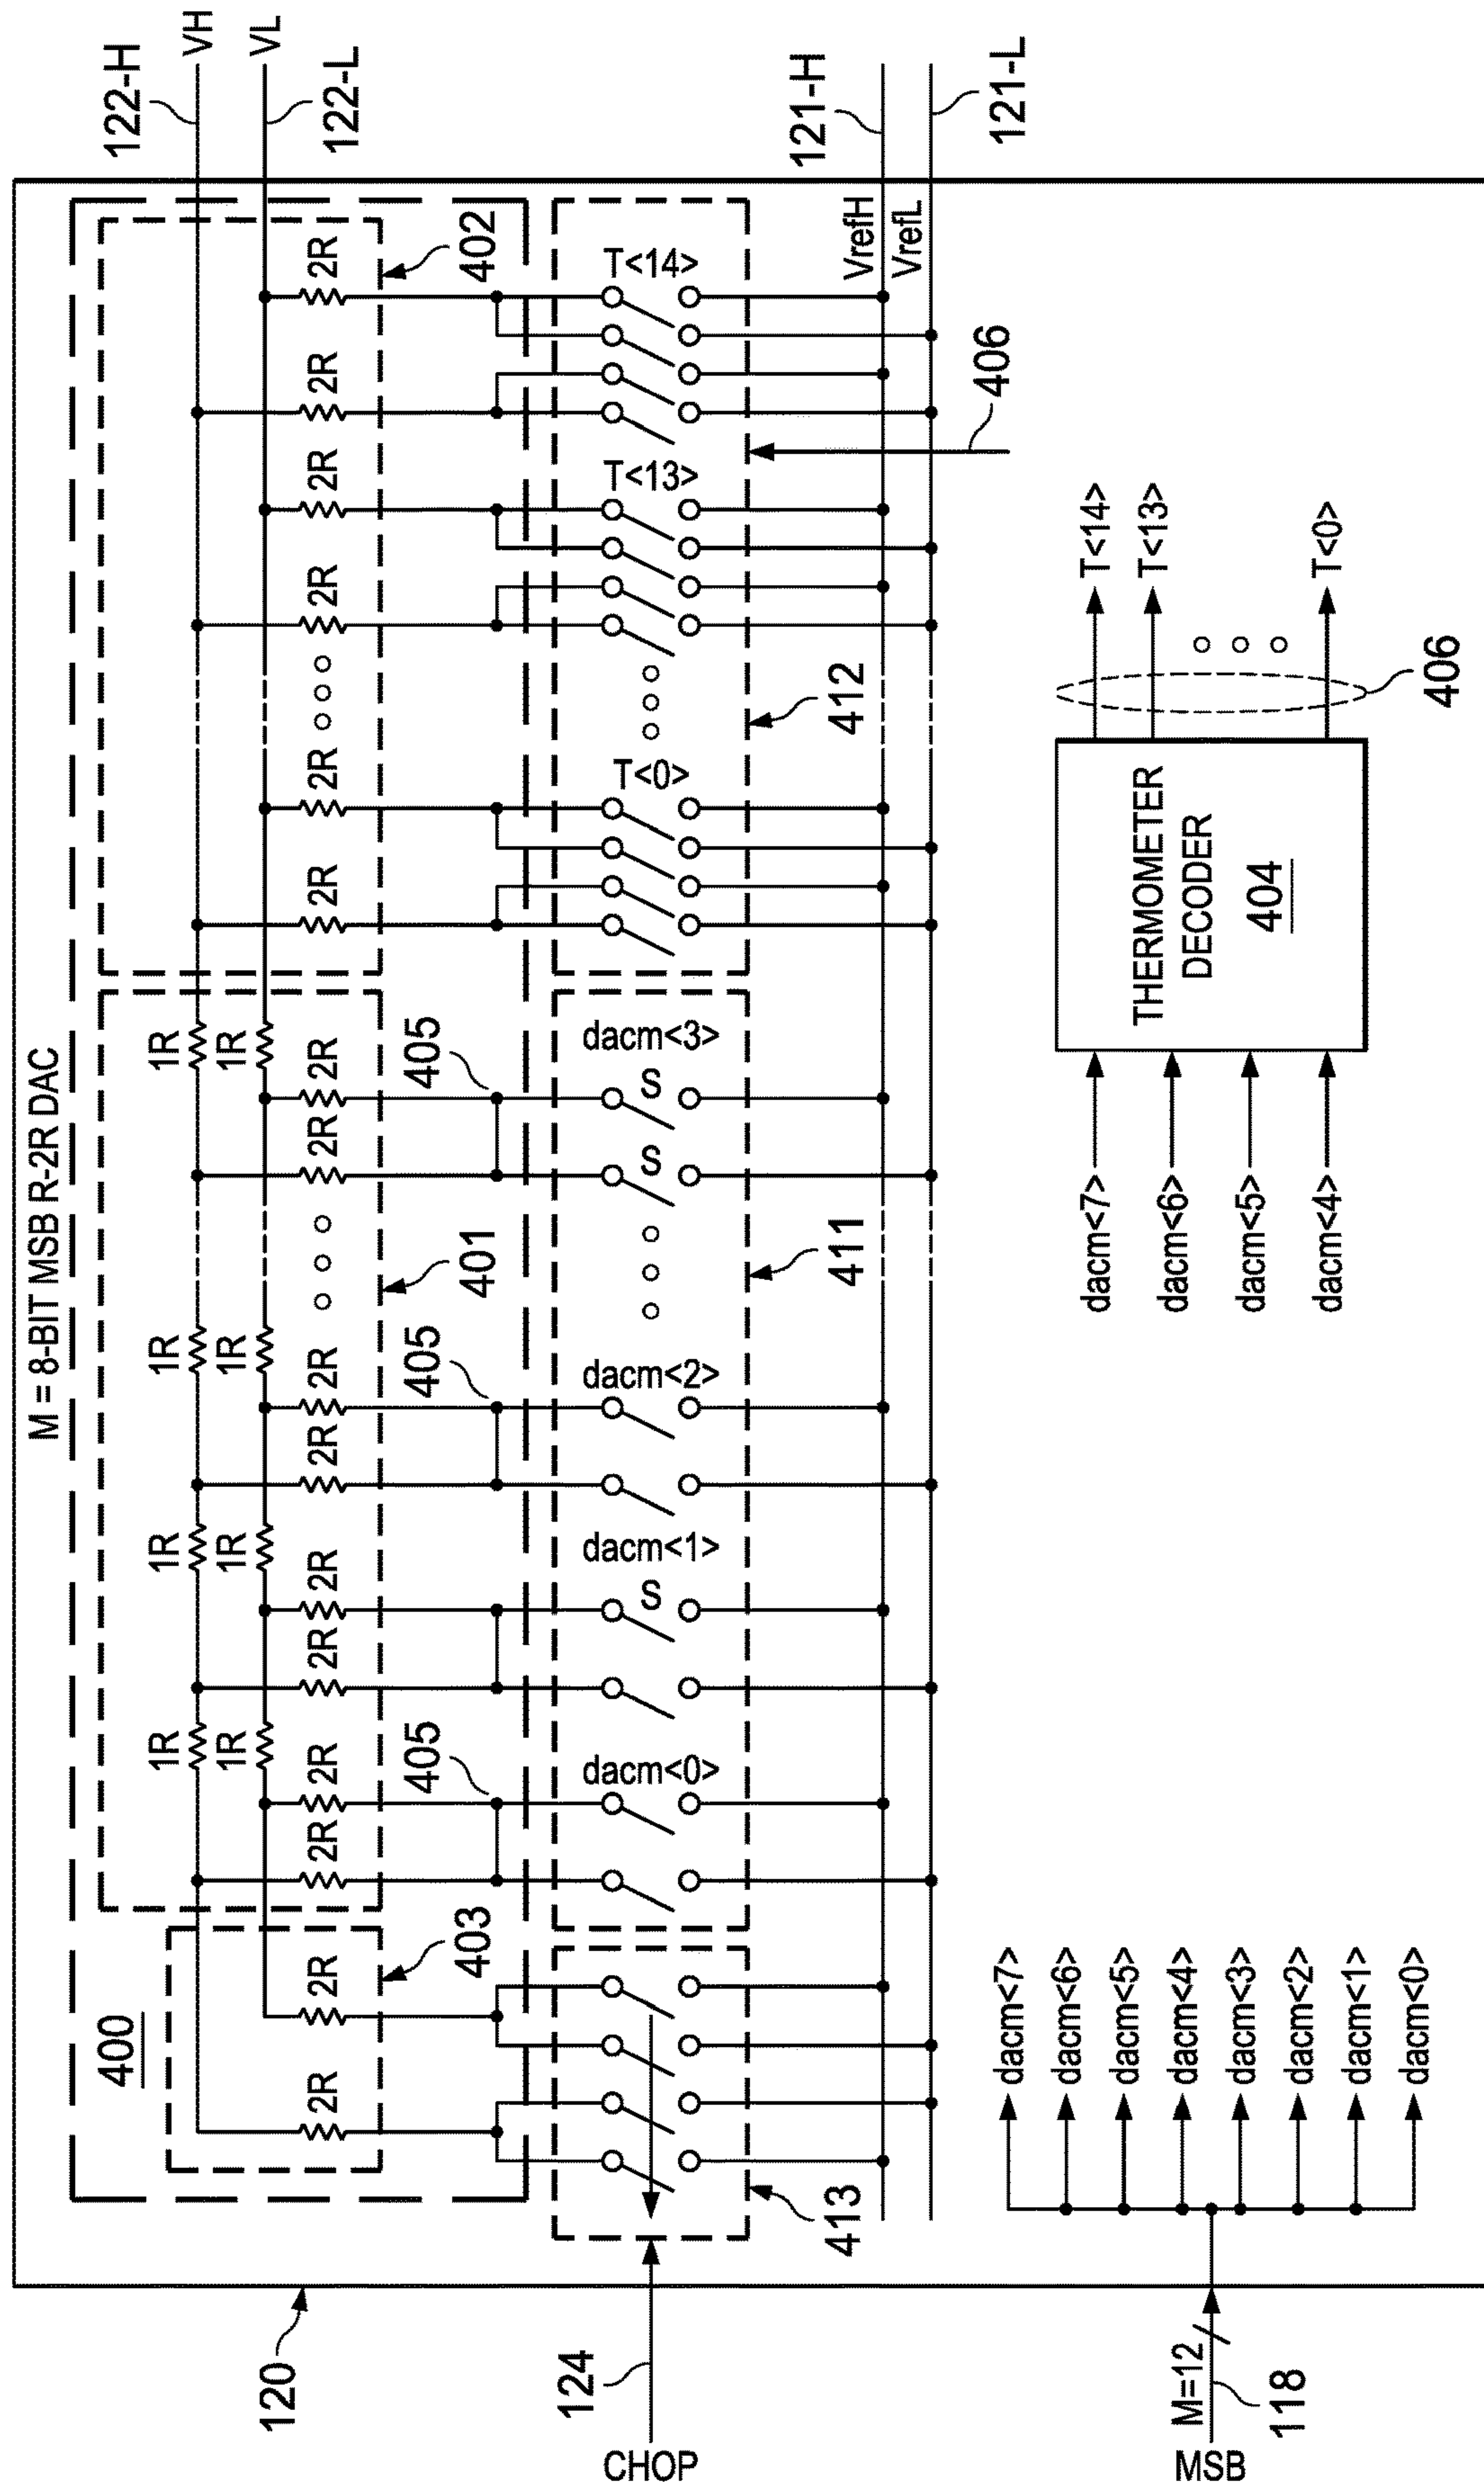 M = 8-BIT MSB R-2R DAC
120
400
1R 1R 1R 1R
122-H
VH
1R 1R 1R 1R
VL
122-L
2R 2R 2R 2R 2R 2R 2R 2R 2R 2R 2R 2R 2R 2R 2R 2R
403
405
405
401
405
402
124
CHOP
dacm<0>
dacm<1>
S
dacm<2>
dacm<3>
S S
T<0>
T<13>
T<14>
413
411
412
121-H
VrefH
VrefL
121-L
406
M=12
MSB
118
dacm<7>
dacm<6>
dacm<5>
dacm<4>
dacm<3>
dacm<2>
dacm<1>
dacm<0>
dacm<7>
dacm<6>
dacm<5>
dacm<4>
THERMOMETER
DECODER
404
T<14>
T<13>
T<0>
406